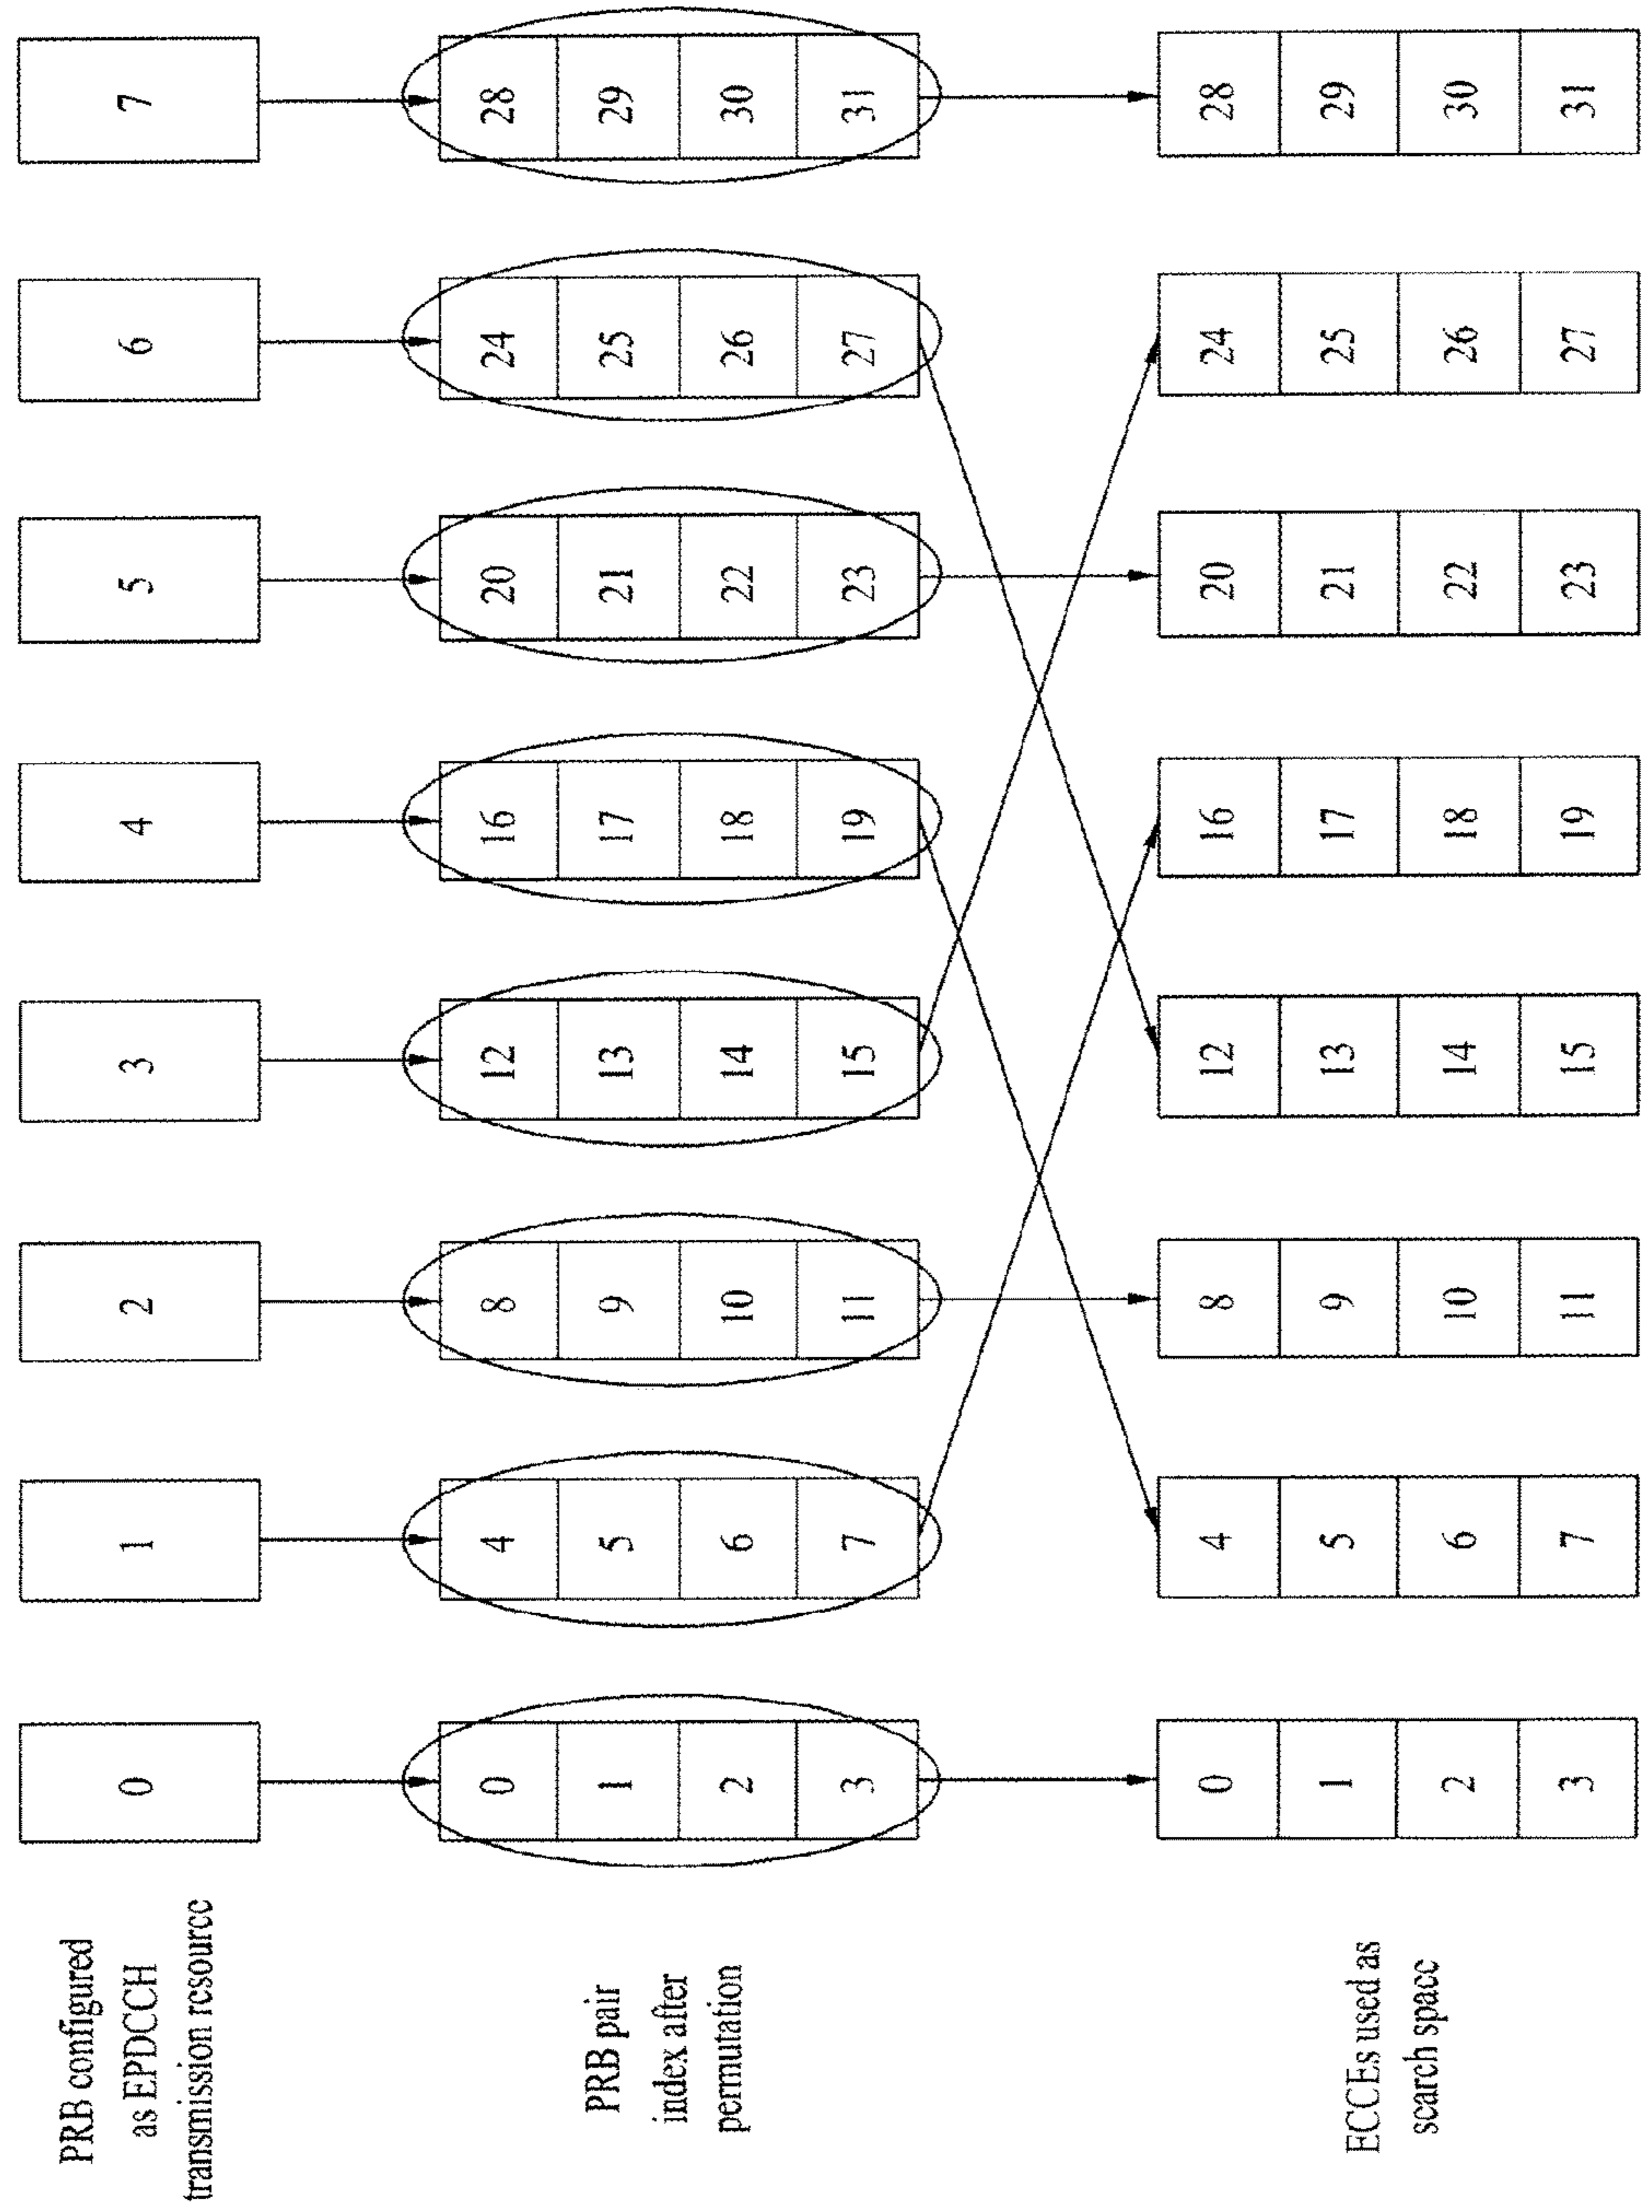 PRB configured
as EPDCCH
transmission resource
0 1 2 3 4 5 6 7
PRB pair
index after
permutation
0 4 8 12 16 20 24 28
1 5 9 13 17 21 25 29
2 6 10 14 18 22 26 30
3 7 11 15 19 23 27 31
ECCEs used as
search space
0 4 8 12 16 20 24 28
1 5 9 13 17 21 25 29
2 6 10 14 18 22 26 30
3 7 11 15 19 23 27 31